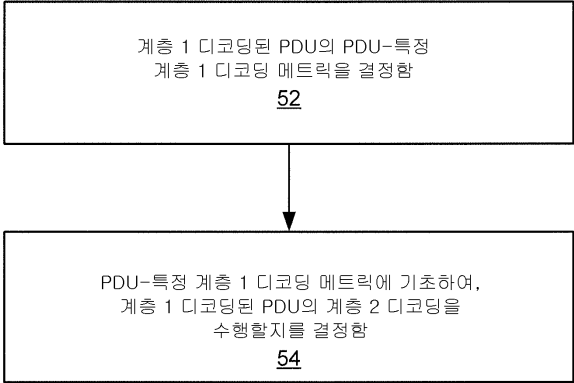 계층 1 디코딩된 PDU의 PDU-특정
계층 1 디코딩 메트릭을 결정함
52
PDU-특정 계층 1 디코딩 메트릭에 기초하여,
계층 1 디코딩된 PDU의 계층 2 디코딩을
수행할지를 결정함
54